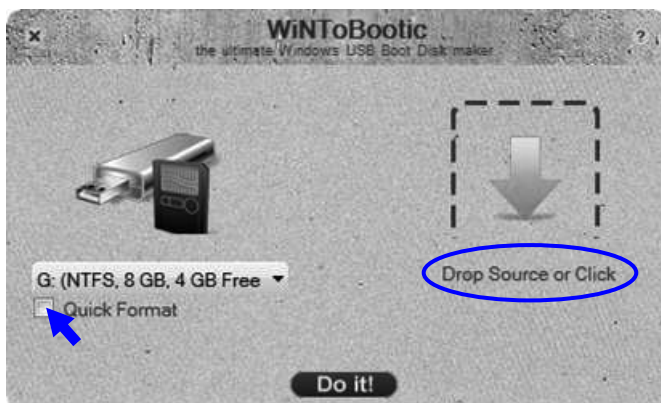 WiNToBootic
the ultimate Windows USB Boot Disk maker
x
?
G: (NTFS, 8 GB, 4 GB Free
Quick Format
Drop Source or Click
Do it!